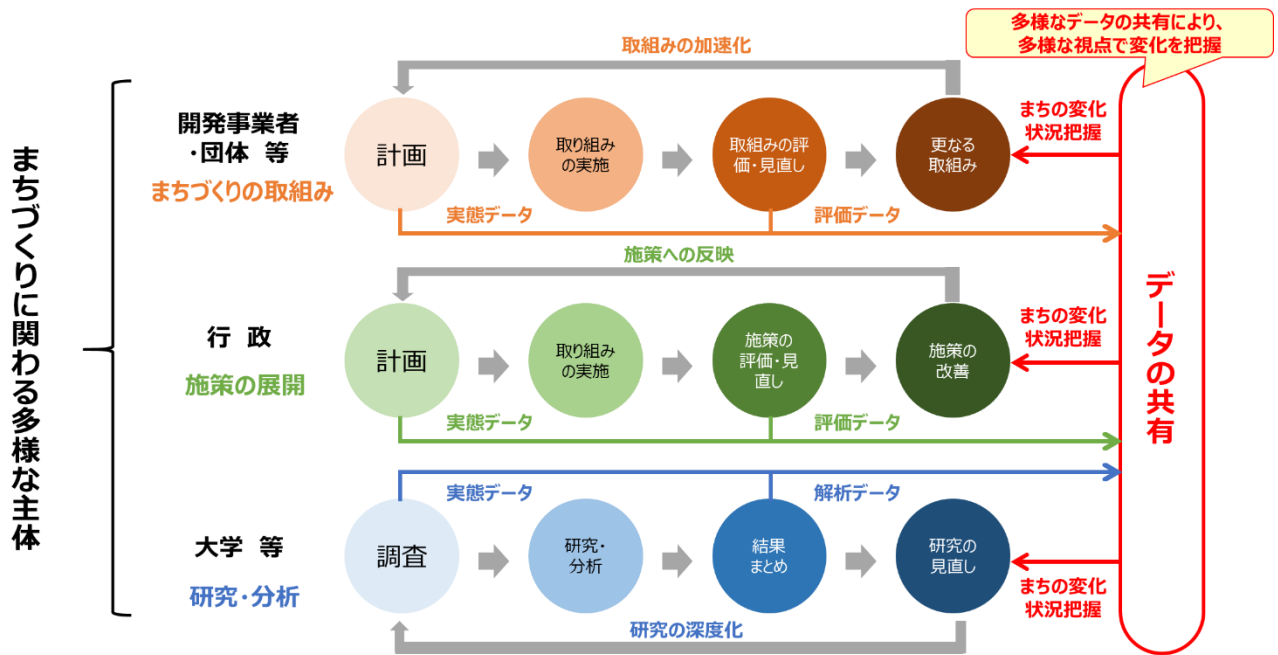 多様なデータの共有により、
多様な視点で変化を把握
まちづくりに関わる多様な主体
取組みの加速化
開発事業者
・団体 等
まちづくりの取組み
計画
取り組み
の実施
取組みの評
価・見直し
更なる
取組み
まちの変化
状況把握
実態データ
評価データ
施策への反映
行 政
施策の展開
計画
取り組み
の実施
施策の
評価・見
直し
施策の
改善
まちの変化
状況把握
実態データ
評価データ
データの共有
実態データ
解析データ
大学 等
研究・分析
調査
研究・
分析
結果
まとめ
研究の
見直し
まちの変化
状況把握
研究の深度化